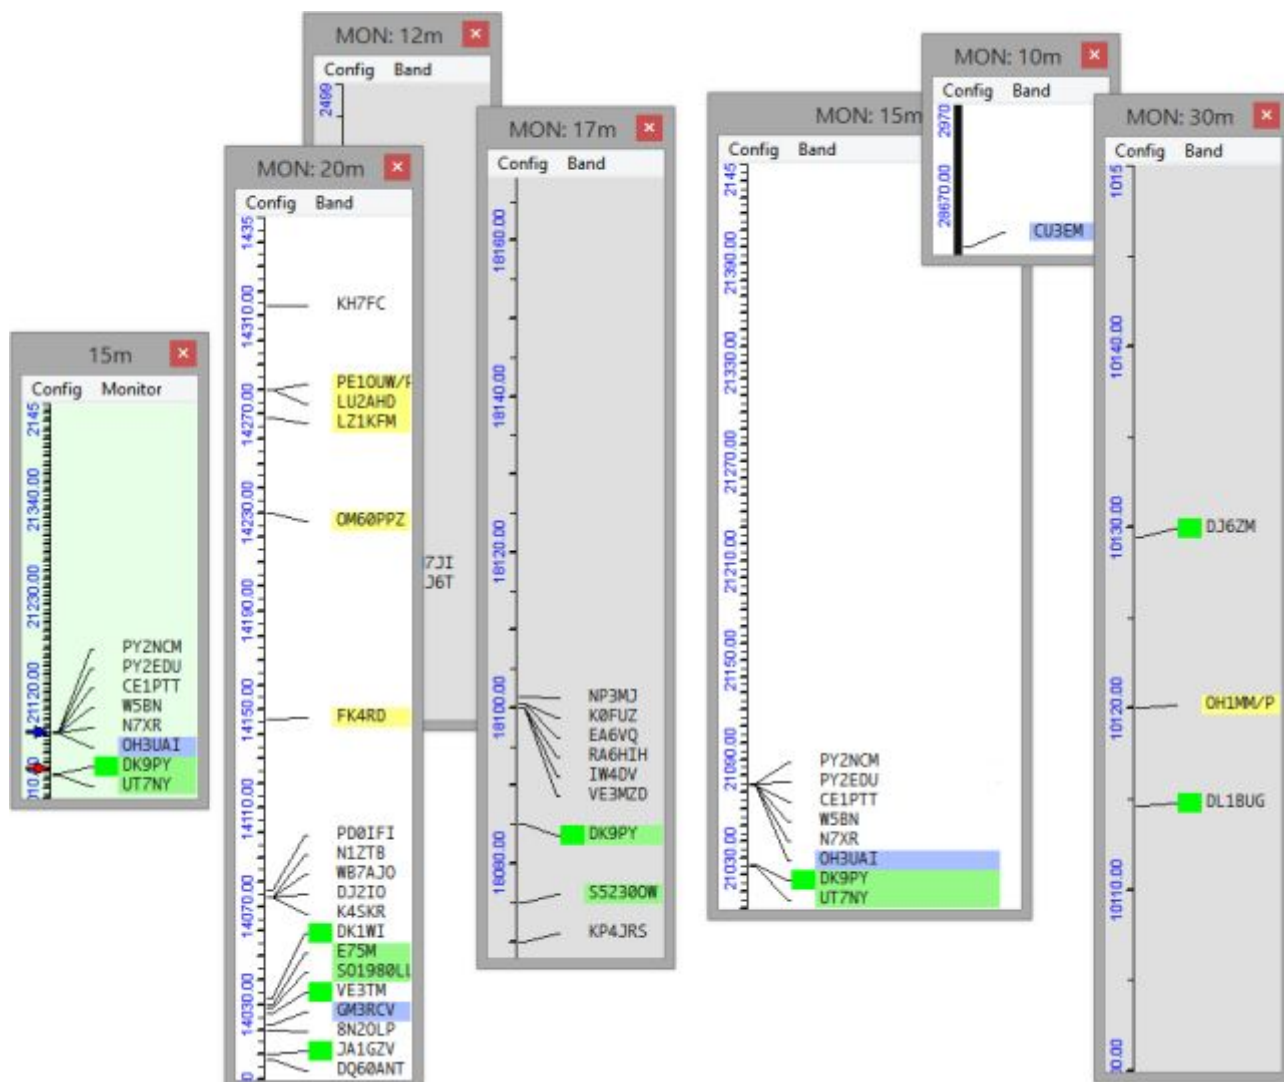 MON: 12m
Config Band
2499
7JI
J6T
MON: 20m
Config Band
1435
14310.00
14270.00
14230.00
14190.00
14150.00
14110.00
14070.00
14030.00
KH7FC
PE1OUW/
LU2AHD
LZ1KFM
OM60PPZ
FK4RD
PD0IFI
N1ZTB
WB7AJO
DJ2IO
K4SKR
DK1WI
E75M
SO1980L
VE3TM
GM3RCV
8N2OLP
JA1GZV
DQ60ANT
15m
Config Monitor
2145
21340.00
21230.00
21120.00
PY2NCM
PY2EDU
CE1PTT
W5BN
N7XR
OH3UAI
DK9PY
UT7NY
MON: 17m
Config Band
18160.00
18140.00
18120.00
18100.00
18080.00
NP3MJ
K0FUZ
EA6VQ
RA6HIH
IW4DV
VE3MZD
DK9PY
S5230OW
KP4JRS
MON: 15m
Config Band
2145
21390.00
21330.00
21270.00
21210.00
21150.00
21090.00
21030.00
PY2NCM
PY2EDU
CE1PTT
W5BN
N7XR
OH3UAI
DK9PY
UT7NY
MON: 10m
Config Band
2970
28670.00
CU3EM
MON: 30m
Config Band
1015
10140.00
10130.00
10120.00
10110.00
DJ6ZM
OH1MM/P
DL1BUG